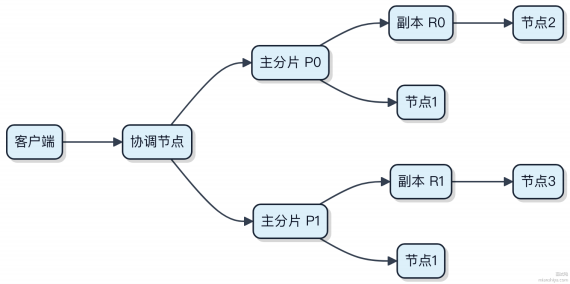 副本 R0
节点2
主分片 P0
节点1
客户端
协调节点
副本 R1
节点3
主分片 P1
节点1